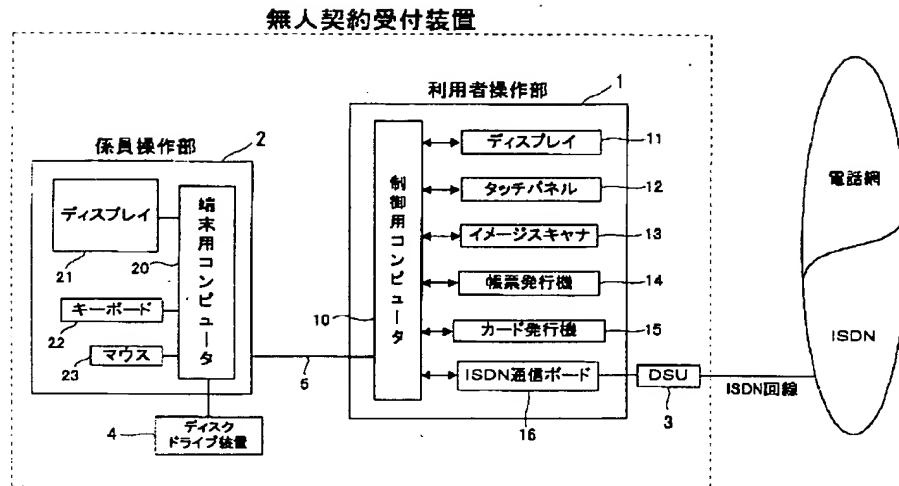 無人契約受付装置
利用者操作部
1
係員操作部
2
ディスプレイ
21
端末用コンピュータ
20
キーボード
22
マウス
23
4
ディスク
ドライブ装置
5
制御用コンピュータ
10
ディスプレイ
11
タッチパネル
12
イメージスキャナ
13
帳票発行機
14
カード発行機
15
ISDN通信ボード
16
DSU
3
ISDN回線
電話網
ISDN